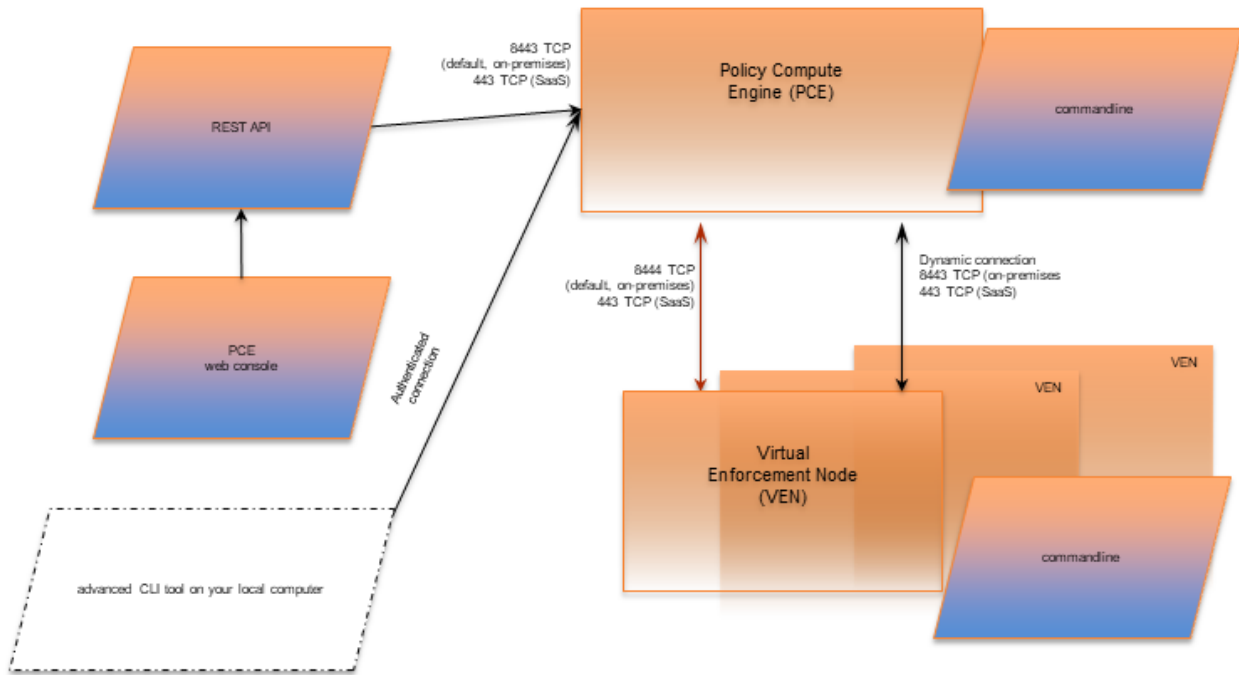 8443 TCP
(default, on-premises)
443 TCP (SaaS)
Policy Compute
Engine (PCE)
commandline
REST API
8444 TCP
(default, on-premises)
443 TCP (SaaS)
Dynamic connection
8443 TCP (on-premises
443 TCP (SaaS)
PCE
web console
Authenticated
connection
VEN
VEN
Virtual
Enforcement Node
(VEN)
commandline
advanced CLI tool on your local computer